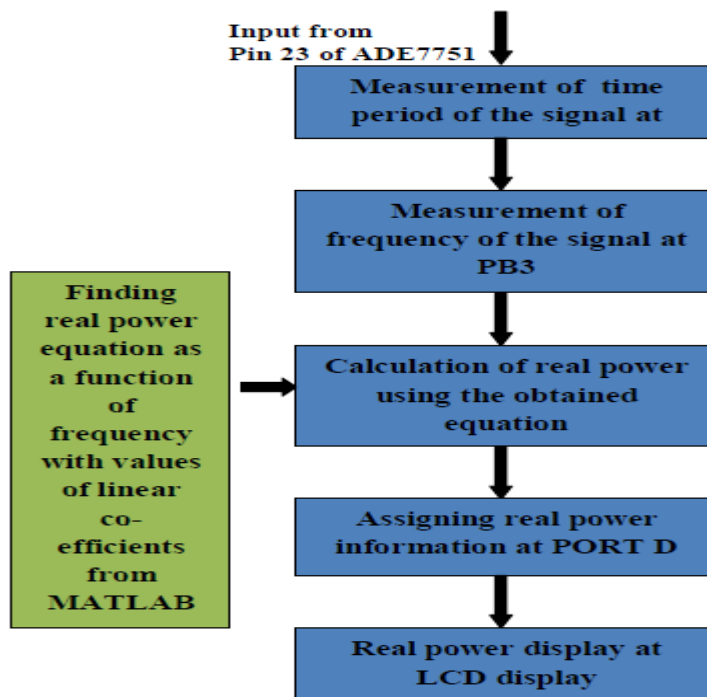 Input from
Pin 23 of ADE7751
Measurement of time
period of the signal at
Measurement of
frequency of the signal at
PB3
Finding
real power
equation as
a function
of
frequency
with values
of linear
co-
efficients
from
MATLAB
Calculation of real power
using the obtained
equation
Assigning real power
information at PORT D
Real power display at
LCD display